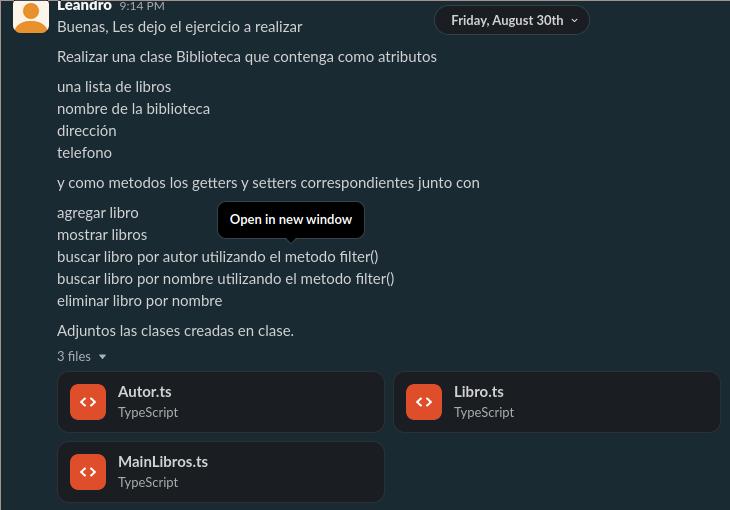 Leandro 9:14 PM
Friday, August 30th
Buenas, Les dejo el ejercicio a realizar
Realizar una clase Biblioteca que contenga como atributos
una lista de libros
nombre de la biblioteca
dirección
telefono
y como metodos los getters y setters correspondientes junto con
agregar libro
Open in new window
mostrar libros
buscar libro por autor utilizando el metodo filter()
buscar libro por nombre utilizando el metodo filter()
eliminar libro por nombre
Adjuntos las clases creadas en clase.
3 files
Autor.ts
TypeScript
Libro.ts
TypeScript
MainLibros.ts
TypeScript